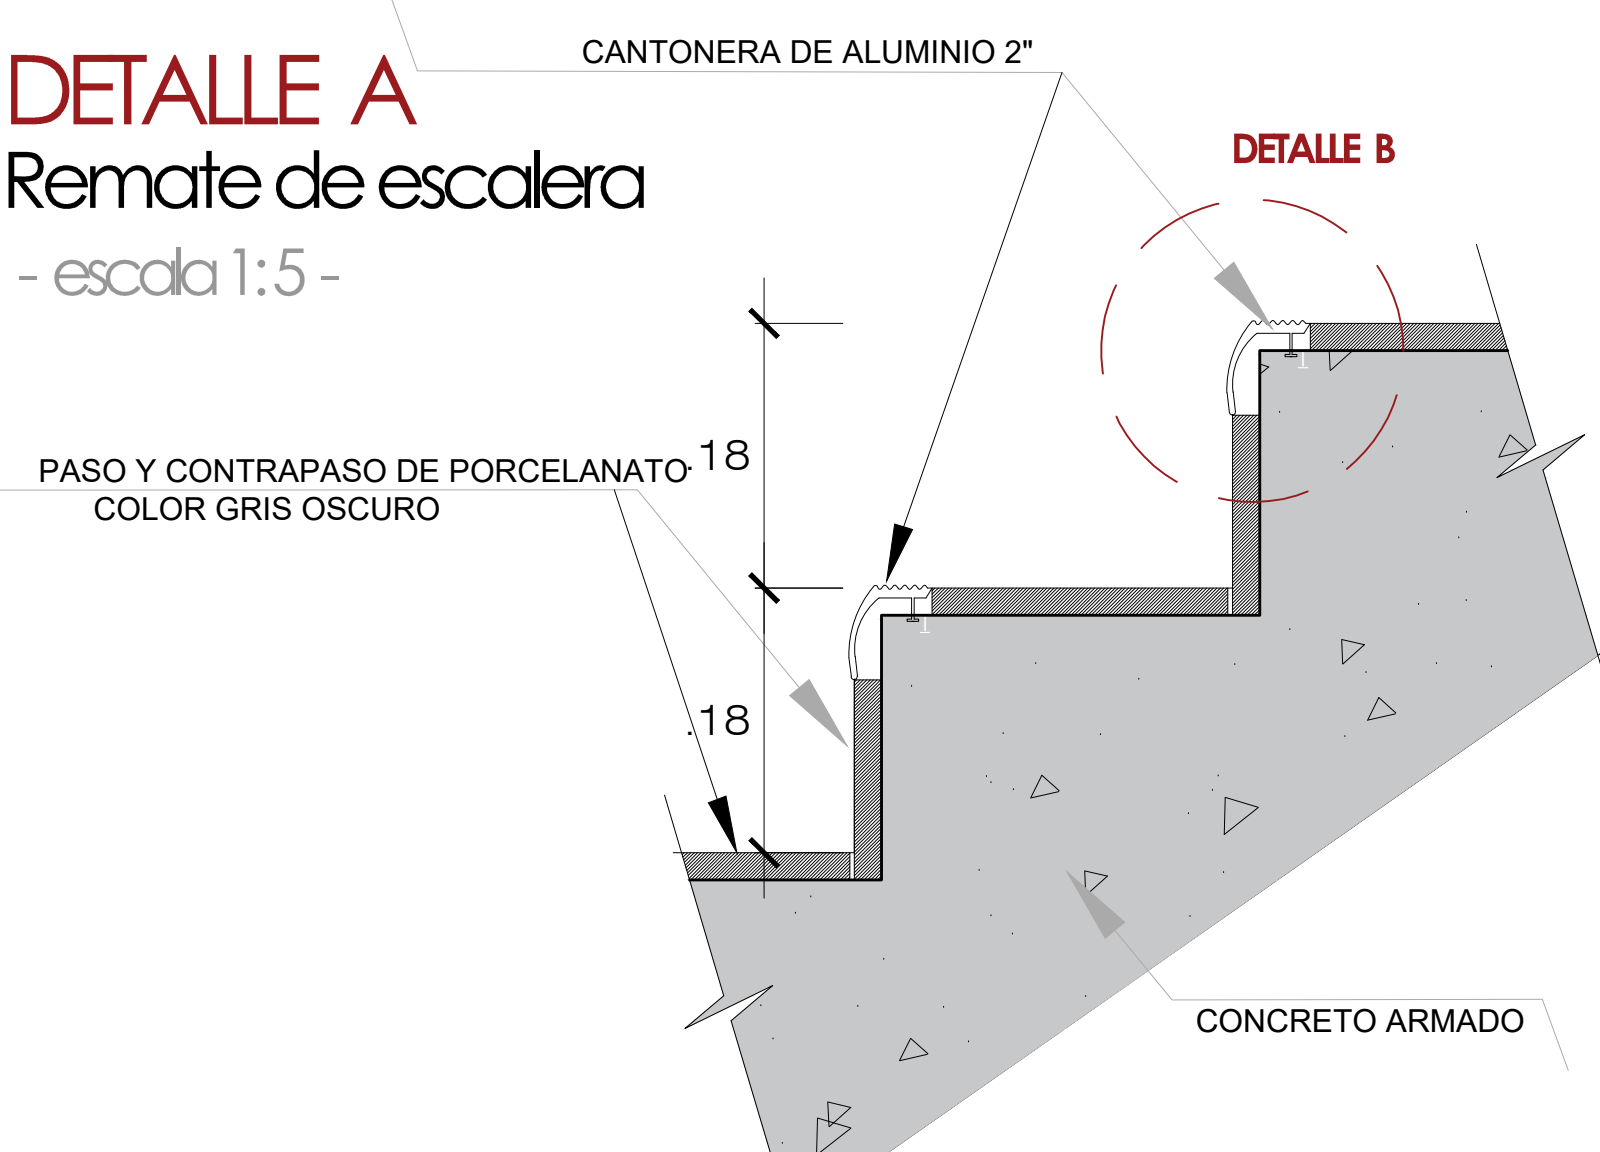 CANTONERA DE ALUMINIO 2"
DETALLE A
Remate de escalera
- escala 1:5 -
DETALLE B
.18
PASO Y CONTRAPASO DE PORCELANATO
COLOR GRIS OSCURO
.18
CONCRETO ARMADO